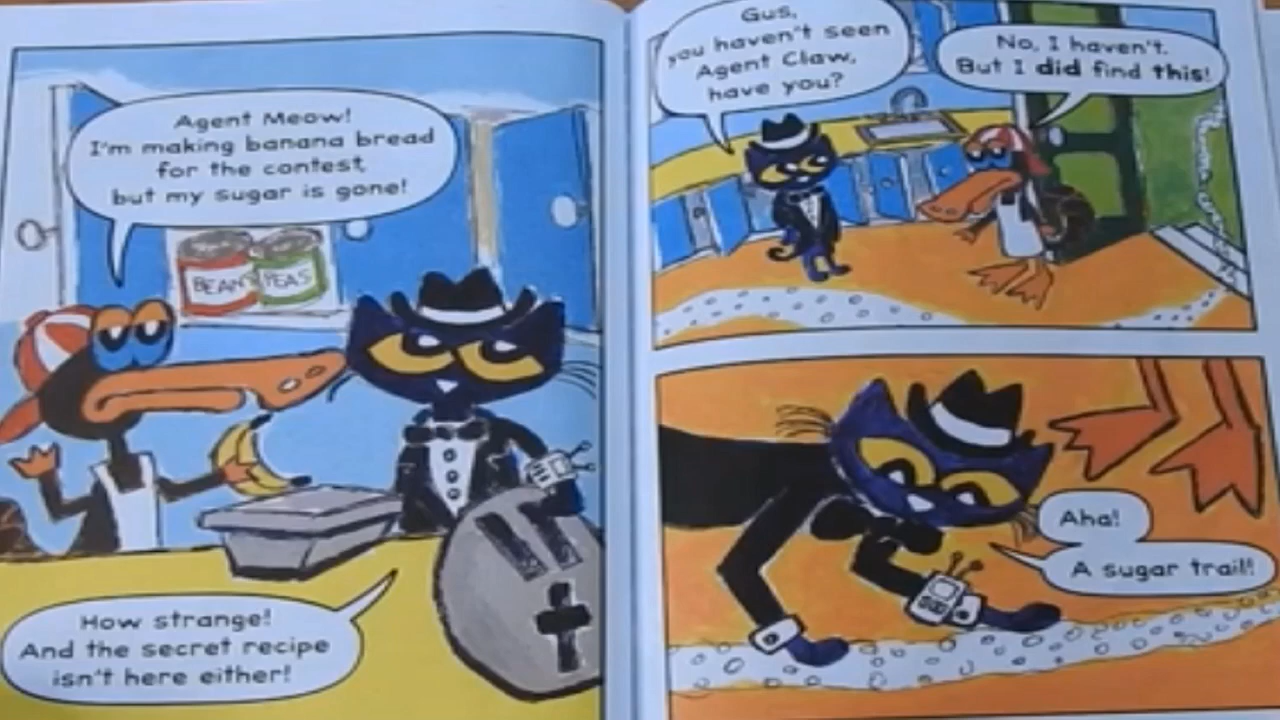 Agent Meow!
I'm making banana bread
for the contest,
but my sugar is gone!
BEANS
PEAS
How strange!
And the secret recipe
isn't here either!
Gus,
you haven't seen
Agent Claw,
have you?
No, I haven't.
But I did find this!
Aha!
A sugar trail!